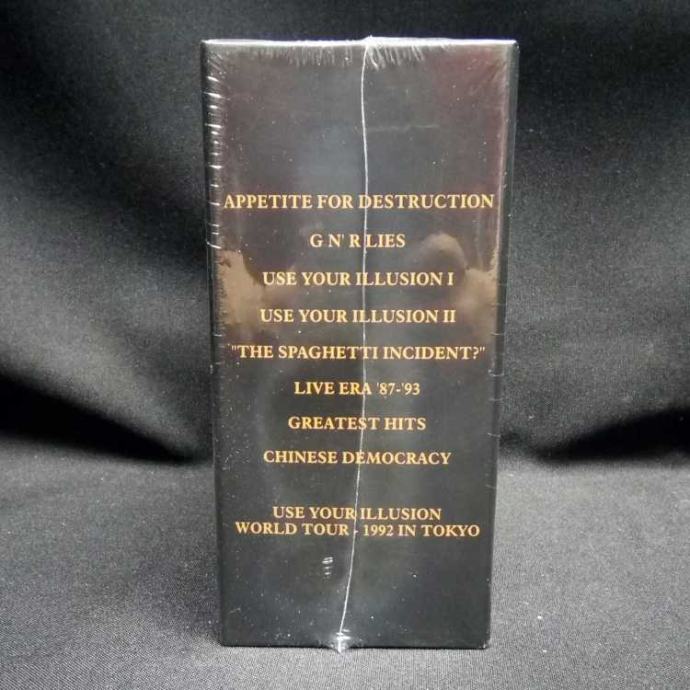 APPETITE FOR DESTRUCTION
G N' R LIES
USE YOUR ILLUSION I
USE YOUR ILLUSION II
"THE SPAGHETTI INCIDENT?"
LIVE ERA '87-'93
GREATEST HITS
CHINESE DEMOCRACY
USE YOUR ILLUSION
WORLD TOUR - 1992 IN TOKYO